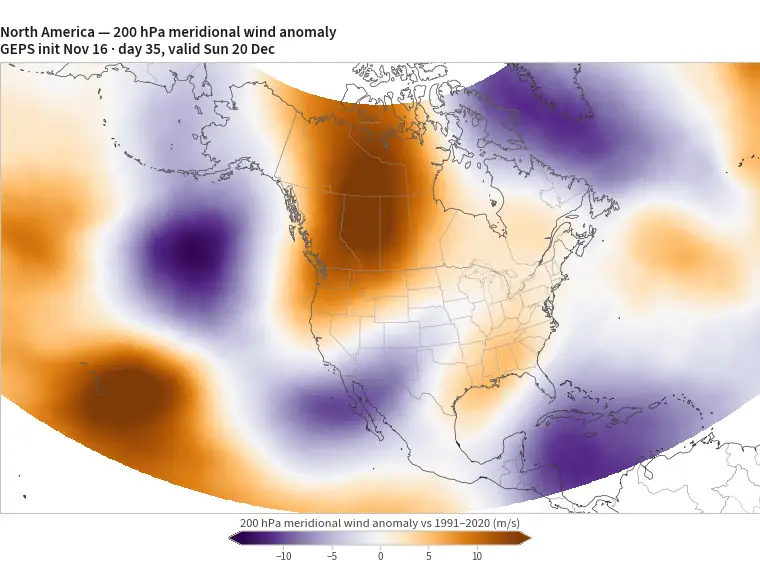 North America — 200 hPa meridional wind anomaly
GEPS init Nov 16 · day 35, valid Sun 20 Dec
200 hPa meridional wind anomaly vs 1991–2020 (m/s)
−10 −5 0 5 10